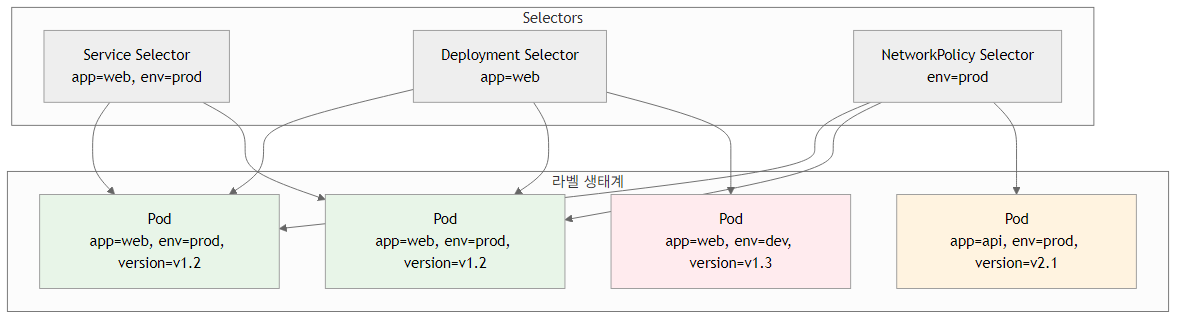 Selectors
Service Selector
app=web, env=prod
Deployment Selector
app=web
NetworkPolicy Selector
env=prod
라벨 생태계
Pod
app=web, env=prod,
version=v1.2
Pod
app=web, env=prod,
version=v1.2
Pod
app=web, env=dev,
version=v1.3
Pod
app=api, env=prod,
version=v2.1